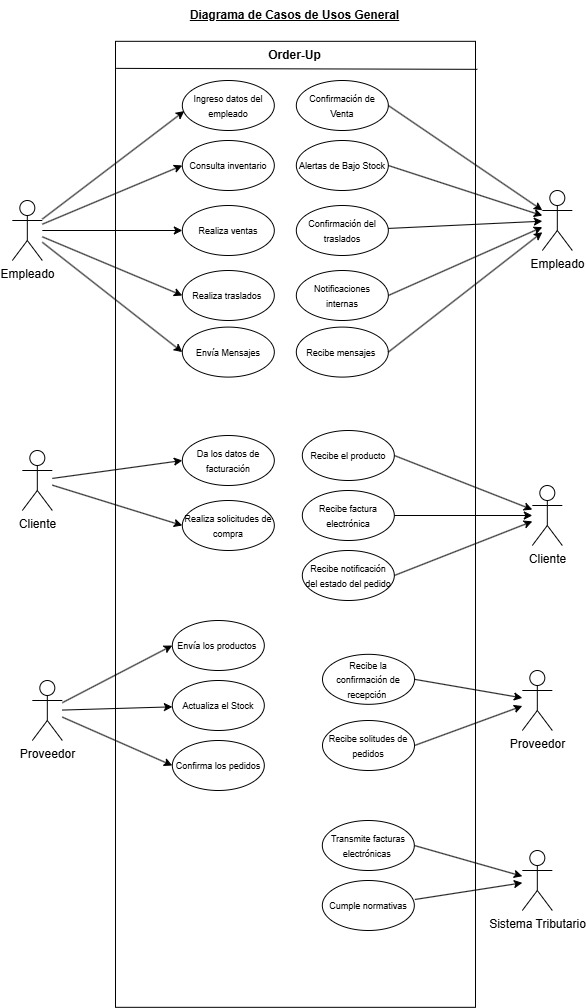 Diagrama de Casos de Usos General
Order-Up
Ingreso datos del
empleado
Confirmación de
Venta
Consulta inventario
Alertas de Bajo Stock
Empleado
Realiza ventas
Confirmación del
traslados
Empleado
Realiza traslados
Notificaciones
internas
Envía Mensajes
Recibe mensajes
Cliente
Da los datos de
facturación
Recibe el producto
Realiza solicitudes de
compra
Recibe factura
electrónica
Cliente
Recibe notificación
del estado del pedido
Envía los productos
Recibe la
confirmación de
recepción
Proveedor
Actualiza el Stock
Recibe solitudes de
pedidos
Proveedor
Confirma los pedidos
Transmite facturas
electrónicas
Cumple normativas
Sistema Tributario